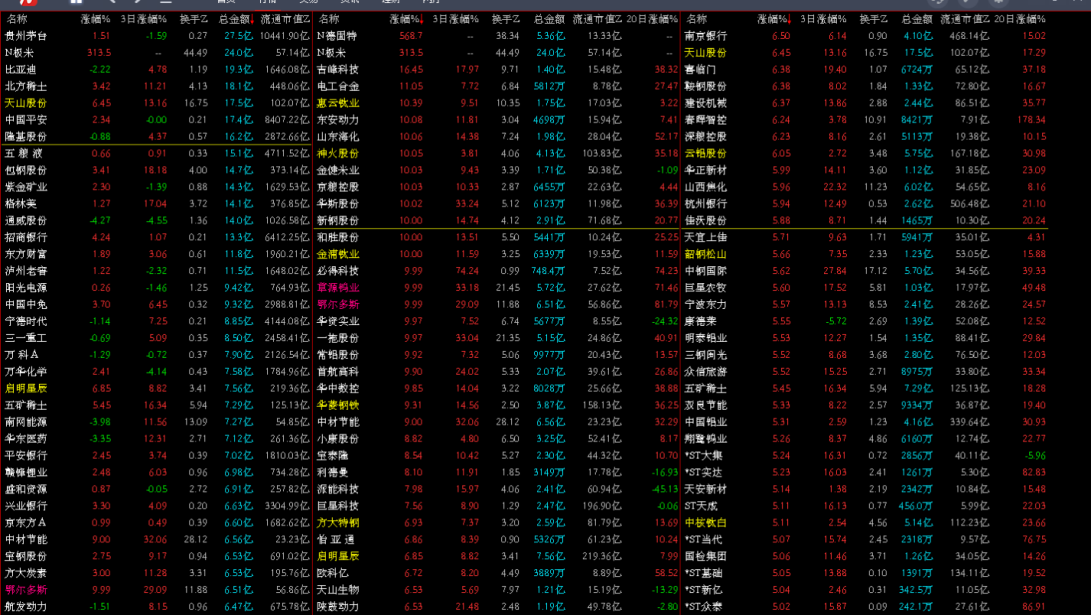 名称 涨幅% 3日涨幅% 换手Z 总金额↓ 流通市值Z
贵州茅台 1.51 -1.59 0.27 27.5亿 10441.90亿
N极米 313.5 -- 44.49 24.0亿 57.14亿
比亚迪 -2.22 4.78 1.19 19.3亿 1646.08亿
北方稀土 3.42 11.21 4.13 18.1亿 448.06亿
天山股份 6.45 13.16 16.75 17.5亿 102.07亿
中国平安 2.34 -0.00 0.21 17.4亿 8407.22亿
隆基股份 -0.88 4.37 0.57 16.2亿 2872.66亿
五 粮 液 0.66 0.91 0.33 15.1亿 4711.52亿
包钢股份 3.41 18.18 4.00 14.7亿 373.14亿
紫金矿业 2.30 -1.39 0.88 14.3亿 1629.53亿
格林美 1.27 17.04 3.72 14.1亿 376.85亿
通威股份 -4.27 -4.55 1.36 14.0亿 1026.58亿
招商银行 4.24 1.07 0.21 13.3亿 6412.25亿
东方财富 1.89 3.06 0.61 11.8亿 1960.21亿
泸州老窖 1.22 -2.32 0.71 11.5亿 1648.02亿
阳光电源 0.26 -1.46 1.25 9.42亿 764.93亿
中国中免 3.70 6.45 0.32 9.32亿 2988.81亿
宁德时代 -1.14 7.25 0.21 8.85亿 4144.08亿
三一重工 -0.69 5.09 0.35 8.50亿 2458.41亿
万 科Ａ -1.29 -0.72 0.37 7.90亿 2126.54亿
万华化学 2.41 -4.14 0.43 7.58亿 1784.96亿
启明星辰 6.85 8.82 3.41 7.56亿 219.36亿
五矿稀土 5.45 16.34 5.94 7.29亿 125.13亿
南网能源 -3.98 11.56 13.09 7.27亿 54.85亿
华东医药 -3.35 12.31 2.71 7.12亿 261.36亿
平安银行 2.45 3.74 0.39 7.02亿 1810.03亿
赣锋锂业 2.48 6.03 0.96 6.98亿 734.28亿
盛和资源 0.87 -0.05 2.72 6.91亿 257.82亿
兴业银行 3.30 4.09 0.20 6.63亿 3304.99亿
京东方Ａ 0.99 0.49 0.39 6.60亿 1682.62亿
中材节能 9.00 32.06 28.12 6.56亿 23.23亿
宝钢股份 2.75 9.17 0.94 6.53亿 691.02亿
方大炭素 3.00 11.28 3.31 6.53亿 195.76亿
鄂尔多斯 9.99 29.09 11.88 6.51亿 56.86亿
航发动力 -1.51 8.15 0.96 6.47亿 675.78亿
名称 涨幅%↓ 3日涨幅% 换手Z 总金额 流通市值Z 20日涨幅%
N德固特 568.7 -- 38.34 5.36亿 13.33亿 --
N极米 313.5 -- 44.49 24.0亿 57.14亿 --
吉峰科技 16.45 17.97 9.71 1.40亿 15.48亿 38.32
电工合金 11.05 7.72 6.84 5812万 8.78亿 27.47
惠云钛业 10.39 9.51 10.35 1.75亿 17.03亿 3.22
东安动力 10.08 11.81 3.04 4698万 15.94亿 7.41
山东海化 10.06 14.38 7.24 1.98亿 28.04亿 52.17
神火股份 10.05 3.81 4.06 4.13亿 103.83亿 35.18
金健米业 10.03 9.43 3.39 1.71亿 50.38亿 -1.09
京粮控股 10.03 10.33 2.87 6455万 22.63亿 4.44
华斯股份 10.02 33.24 5.12 6123万 11.98亿 36.39
新钢股份 10.00 14.74 4.12 2.91亿 71.68亿 20.77
和胜股份 10.00 13.51 5.50 5441万 10.24亿 25.25
金浦钛业 10.00 11.59 3.25 6339万 19.53亿 11.59
必得科技 9.99 74.24 0.99 748.4万 7.52亿 74.23
章源钨业 9.99 33.18 21.45 5.72亿 27.62亿 71.46
鄂尔多斯 9.99 29.09 11.88 6.51亿 56.86亿 81.79
华资实业 9.97 7.52 6.74 5677万 8.55亿 -24.32
一拖股份 9.97 33.04 21.35 5.15亿 24.86亿 40.91
常铝股份 9.92 7.32 5.06 9977万 20.43亿 13.57
首航高科 9.90 24.02 5.33 2.07亿 39.61亿 26.86
华中数控 9.85 14.04 3.22 8028万 25.66亿 38.88
华菱钢铁 9.31 14.56 2.50 3.87亿 158.13亿 36.25
中材节能 9.00 32.06 28.12 6.56亿 23.23亿 32.29
小康股份 8.82 4.80 6.50 3.25亿 52.41亿 8.17
宝泰隆 8.54 10.42 5.27 2.30亿 44.32亿 10.70
利德曼 8.10 11.91 1.85 3149万 17.78亿 -16.93
深能科技 7.98 15.97 4.06 2.41亿 60.94亿 -45.13
巨星科技 7.56 8.90 1.29 2.47亿 196.90亿 -0.06
方大特钢 6.93 7.37 3.20 2.59亿 81.79亿 13.69
怡 亚 通 6.86 8.39 0.90 5326万 61.23亿 10.24
启明星辰 6.85 8.82 3.41 7.56亿 219.36亿 7.99
欧科亿 6.72 8.20 4.49 3889万 8.89亿 58.52
天山生物 6.53 5.69 7.97 1.21亿 15.19亿 -13.29
陕鼓动力 6.53 21.48 2.48 1.19亿 49.78亿 -2.80
名称 涨幅%↓ 3日涨幅% 换手Z 总金额 流通市值Z 20日涨幅%
南京银行 6.50 6.14 0.90 4.10亿 468.14亿 15.02
天山股份 6.45 13.16 16.75 17.5亿 102.07亿 17.29
喜临门 6.38 19.40 1.07 6724万 65.12亿 37.18
鞍钢股份 6.38 8.02 1.84 1.33亿 72.80亿 16.67
建设机械 6.37 13.86 2.88 2.44亿 86.51亿 35.77
春晖智控 6.24 3.78 10.91 8421万 7.91亿 178.34
深粮控股 6.23 8.16 2.61 5113万 19.38亿 10.15
云铝股份 6.05 2.72 3.48 5.75亿 167.18亿 30.98
华正新材 5.99 14.11 3.60 1.12亿 31.85亿 23.09
山西焦化 5.96 22.32 11.23 6.02亿 54.65亿 8.16
杭州银行 5.94 12.49 0.53 2.62亿 506.48亿 21.10
佳沃股份 5.88 8.71 1.44 1465万 10.30亿 20.24
天宜上佳 5.71 9.63 1.71 5941万 35.01亿 4.31
韶钢松山 5.66 7.35 2.33 1.23亿 53.05亿 15.88
中钢国际 5.62 27.84 17.12 5.70亿 34.56亿 39.33
巨星农牧 5.60 17.52 5.81 1.03亿 17.97亿 49.48
宁波东力 5.57 13.13 8.53 2.41亿 28.26亿 24.57
康德莱 5.55 -5.72 2.69 1.39亿 52.08亿 12.52
明泰铝业 5.53 12.27 1.54 1.35亿 88.41亿 29.84
三钢闽光 5.52 8.68 3.68 2.80亿 76.50亿 12.03
众信旅游 5.52 15.25 2.71 8975万 33.80亿 33.34
五矿稀土 5.45 16.34 5.94 7.29亿 125.13亿 18.28
双良节能 5.33 8.22 2.57 9334万 36.87亿 19.40
中国铝业 5.31 2.59 1.23 4.16亿 339.64亿 30.93
翔鹭钨业 5.26 8.37 4.86 6160万 12.74亿 22.77
*ST大集 5.24 16.31 0.72 2856万 40.11亿 -5.96
*ST实达 5.23 16.03 2.41 1261万 5.30亿 82.83
天安新材 5.14 1.38 2.19 2342万 10.84亿 15.48
ST天成 5.11 16.13 0.77 456.0万 5.99亿 22.03
中核钛白 5.11 2.54 4.56 5.14亿 112.23亿 23.66
*ST当代 5.07 15.74 2.45 2318万 9.57亿 76.75
国检集团 5.06 11.46 3.71 1.26亿 34.05亿 14.26
*ST基础 5.05 13.88 0.10 1391万 134.11亿 19.52
*ST新亿 5.04 2.46 0.31 342.5万 11.05亿 32.98
*ST众泰 5.02 15.87 0.09 242.1万 27.61亿 86.91